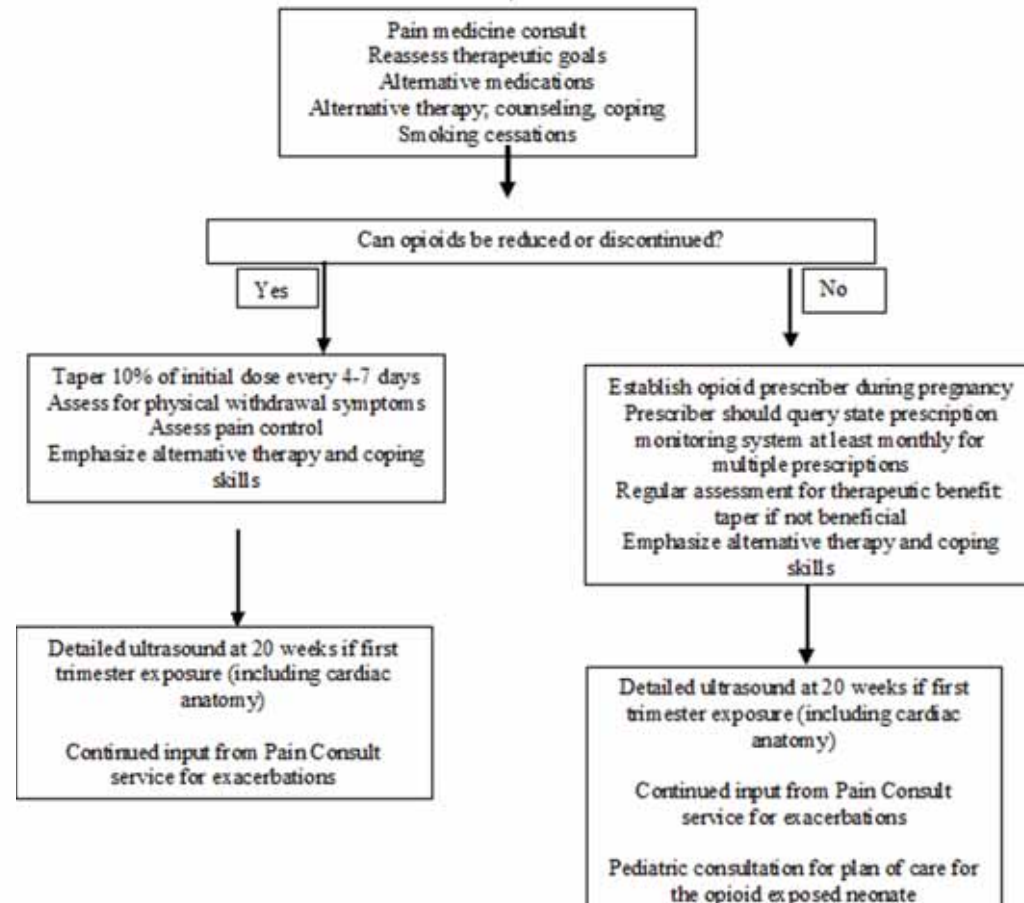 Pain medicine consult
Reassess therapeutic goals
Alternative medications
Alternative therapy; counseling, coping
Smoking cessations
Can opioids be reduced or discontinued?
Yes
No
Taper 10% of initial dose every 4-7 days
Assess for physical withdrawal symptoms
Assess pain control
Emphasize alternative therapy and coping
skills
Establish opioid prescriber during pregnancy
Prescriber should query state prescription
monitoring system at least monthly for
multiple prescriptions
Regular assessment for therapeutic benefit:
taper if not beneficial
Emphasize alternative therapy and coping
skills
Detailed ultrasound at 20 weeks if first
trimester exposure (including cardiac
anatomy)
Continued input from Pain Consult
service for exacerbations
Detailed ultrasound at 20 weeks if first
trimester exposure (including cardiac
anatomy)
Continued input from Pain Consult
service for exacerbations
Pediatric consultation for plan of care for
the opioid exposed neonate